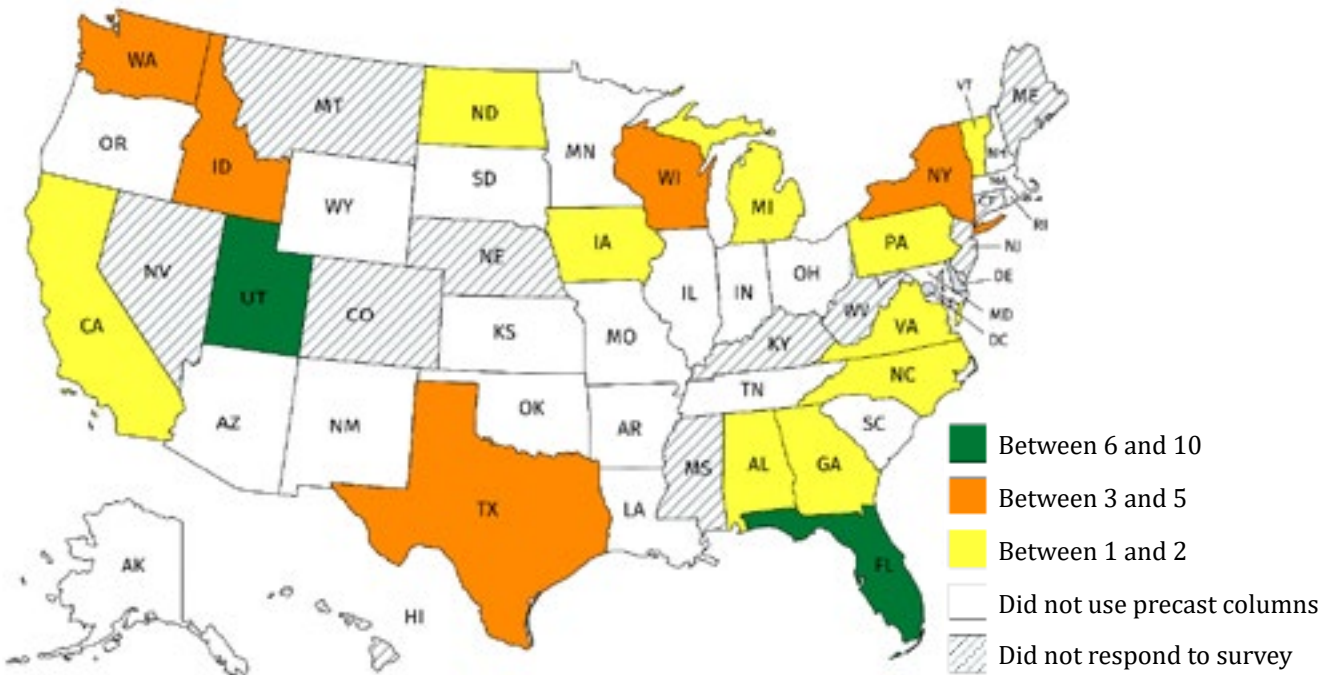 WA
MT
ND
VT
ME
OR
MN
NH
ID
SD
WI
NY
MA
WY
MI
CT
RI
IA
PA
NJ
NE
NV
OH
DE
UT
IL
IN
CO
WV
MD
CA
KS
MO
VA
DC
KY
NC
TN
OK
AZ
NM
AR
SC
MS
AL
GA
TX
LA
FL
AK
HI
Between 6 and 10
Between 3 and 5
Between 1 and 2
Did not use precast columns
Did not respond to survey